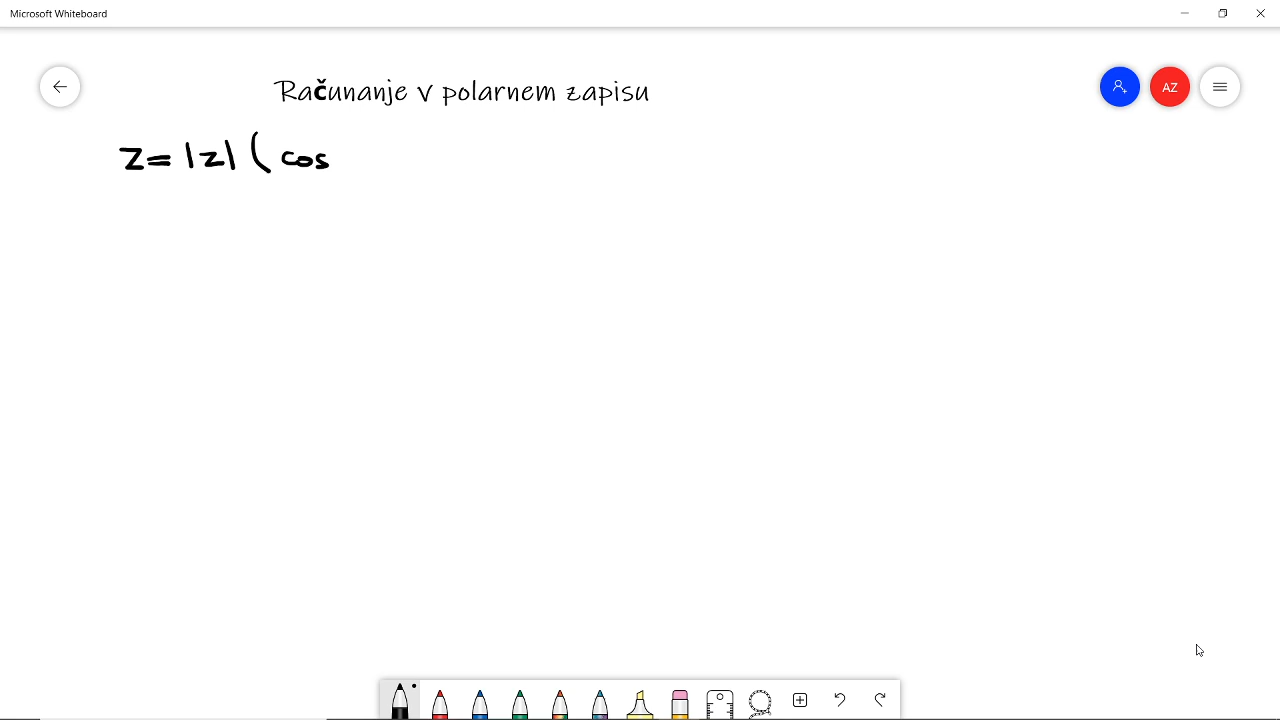 Microsoft Whiteboard
Računanje v polarnem zapisu
AZ
z = |z| ( cos